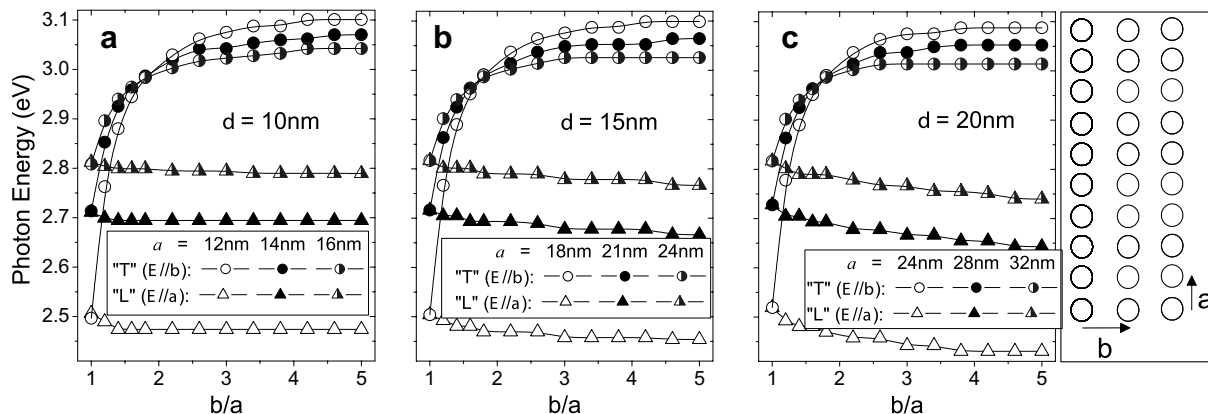 a
b
c
Photon Energy (eV)
3.1
3.0
2.9
2.8
2.7
2.6
2.5
d = 10nm
d = 15nm
d = 20nm
a = 12nm 14nm 16nm
"T" (E//b):
"L" (E//a):
a = 18nm 21nm 24nm
"T" (E//b):
"L" (E//a):
a = 24nm 28nm 32nm
"T" (E//b):
"L" (E//a):
1 2 3 4 5
1 2 3 4 5
1 2 3 4 5
b/a
b/a
b/a
a
b